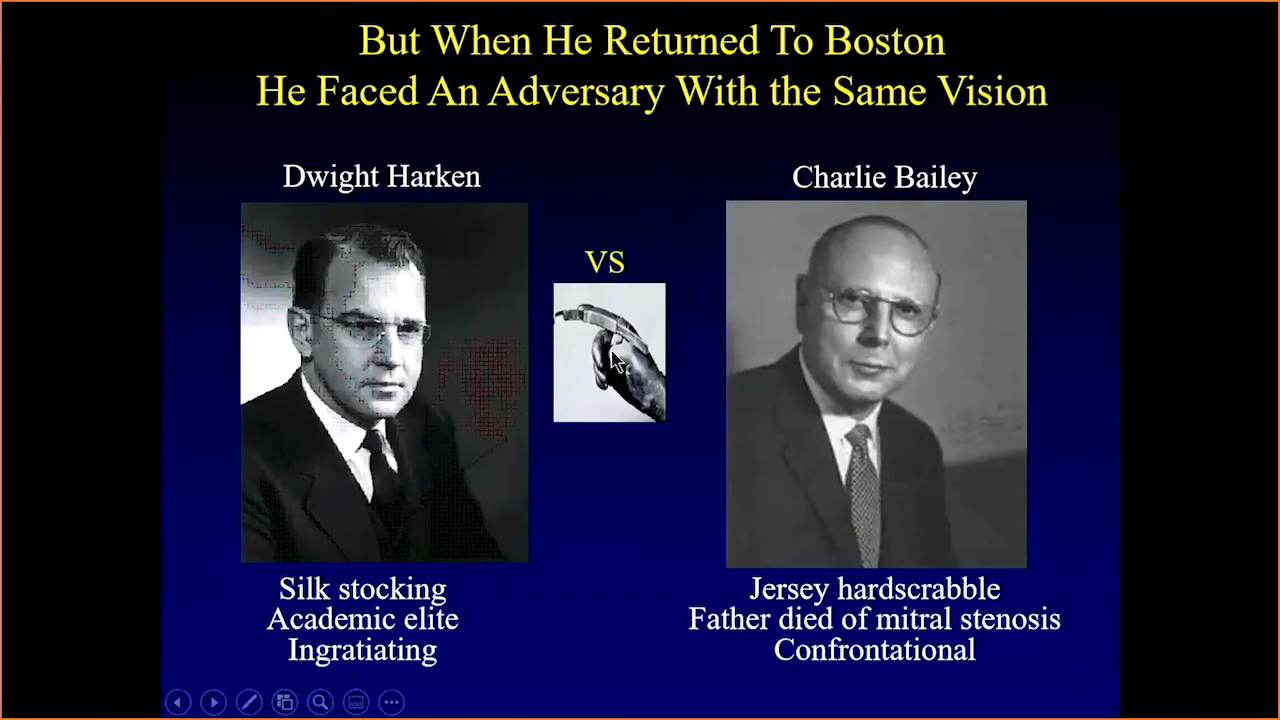 But When He Returned To Boston
He Faced An Adversary With the Same Vision
Dwight Harken
Charlie Bailey
VS
Silk stocking
Academic elite
Ingratiating
Jersey hardscrabble
Father died of mitral stenosis
Confrontational